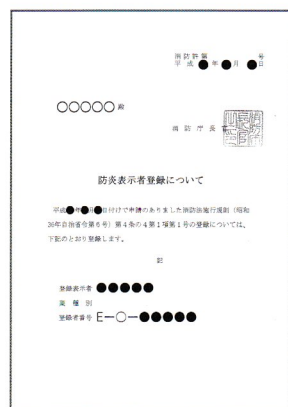 消防許第 号
平成●年●月●日
○○○○○殿
消防庁長官
防炎表示者登録について
平成●年●月●日付けで申請のありました消防法施行規則(昭和
36年自治省令第6号)第4条の4第1項第1号の登録については、
下記のとおり登録します。
記
登録表示者 ●●●●●
業種別
登録者番号 E－○－●●●●●